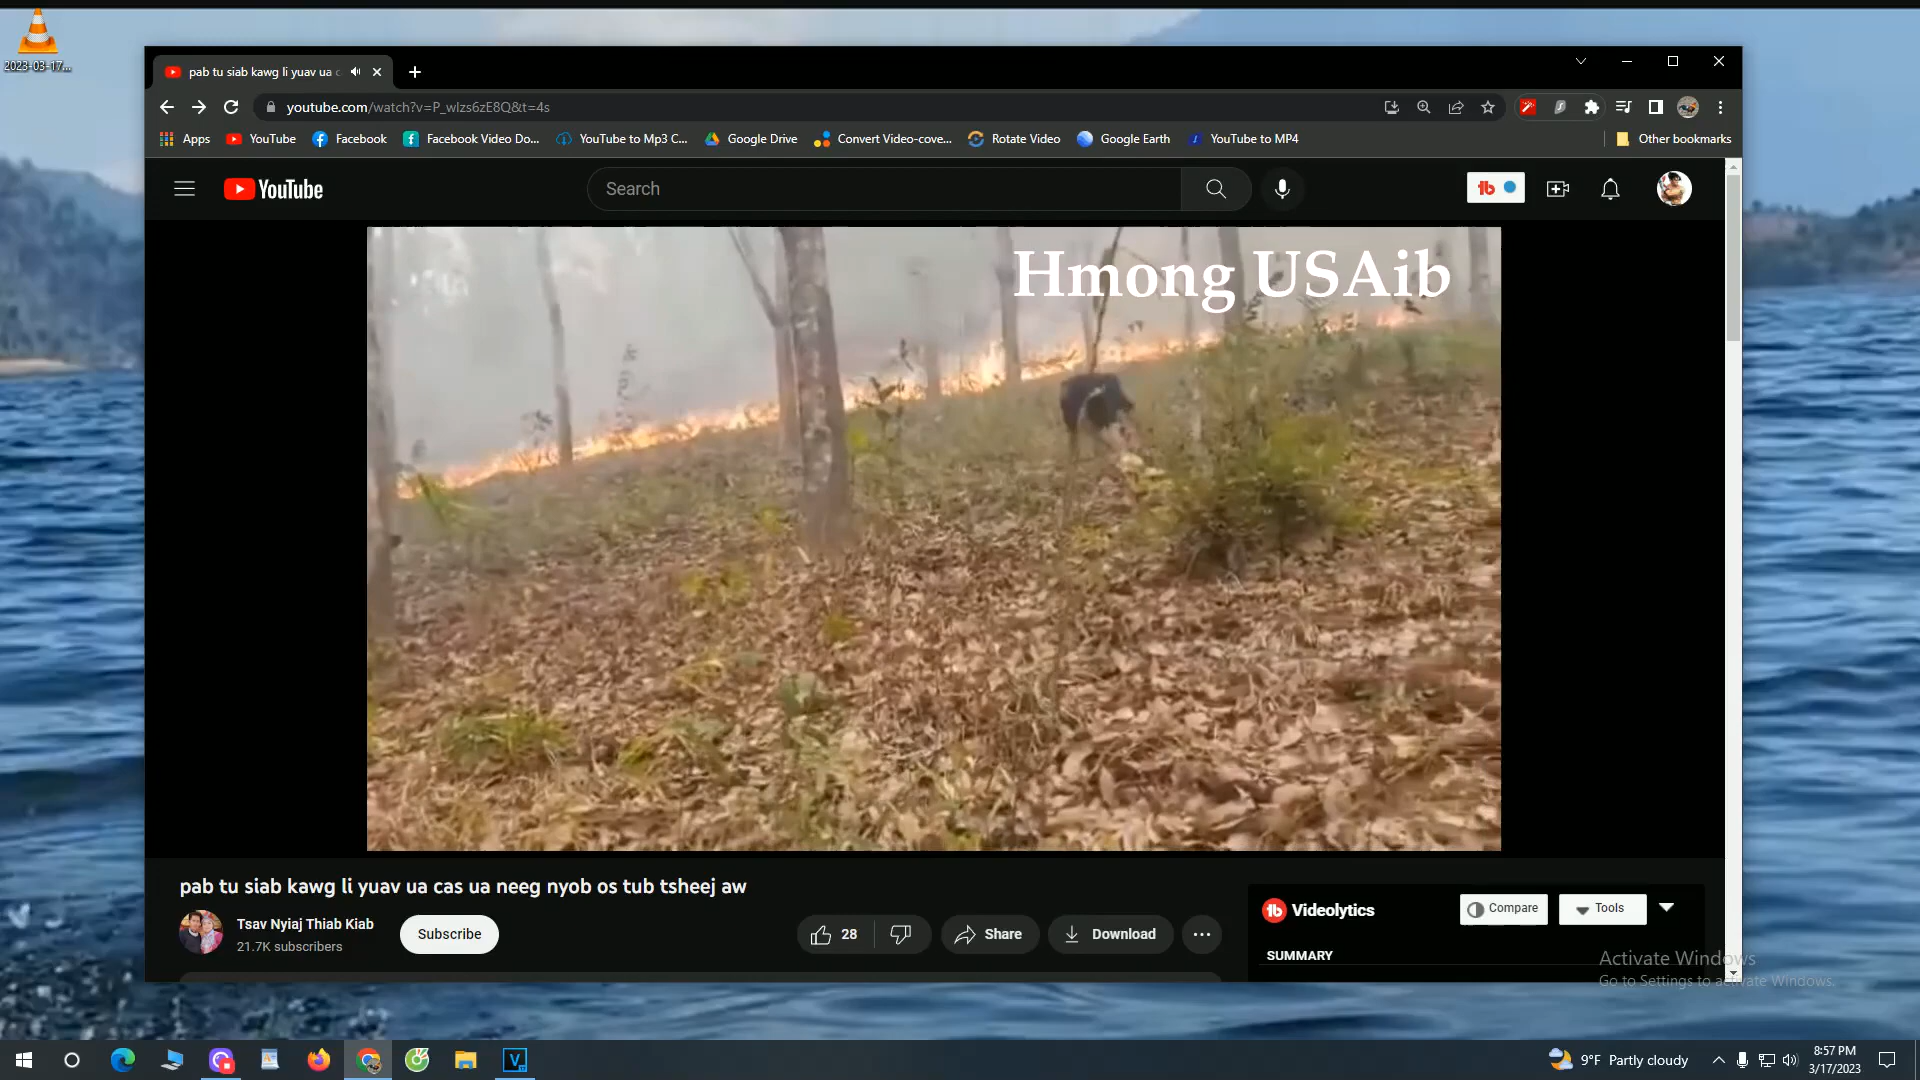 2023-03-17...
pab tu siab kawg li yuav ua c
youtube.com/watch?v=P_wlzs6zE8Q&t=4s
Apps YouTube Facebook Facebook Video Do... YouTube to Mp3 C... Google Drive Convert Video-cove... Rotate Video Google Earth YouTube to MP4 Other bookmarks
YouTube Search
Hmong USAib
pab tu siab kawg li yuav ua cas ua neeg nyob os tub tsheej aw
Tsav Nyiaj Thiab Kiab
21.7K subscribers
Subscribe
28 Share Download
Videolytics Compare Tools
SUMMARY
Activate Windows
Go to Settings to activate Windows.
9°F Partly cloudy
8:57 PM
3/17/2023